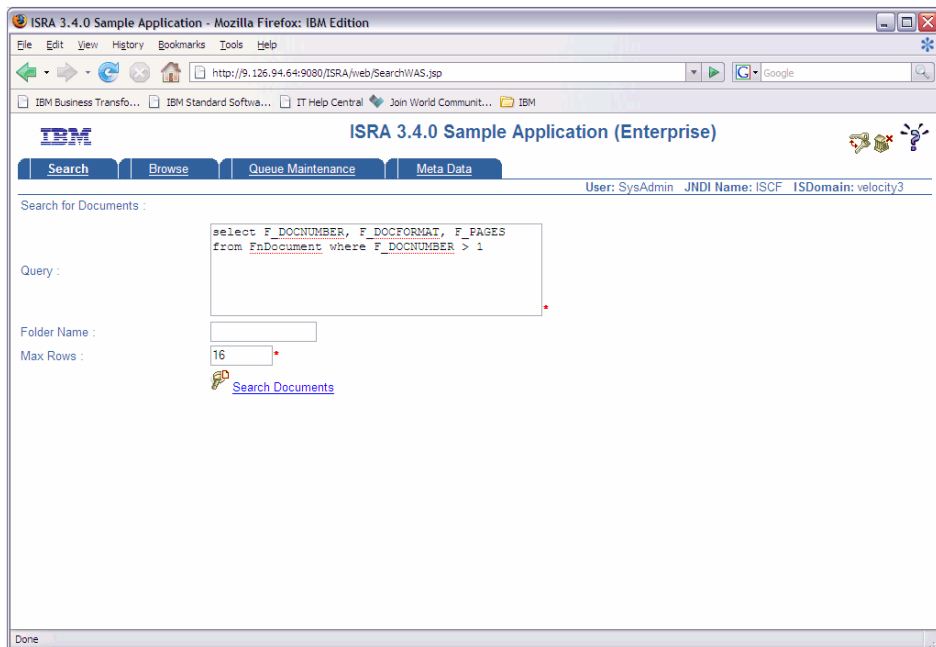 ISRA 3.4.0 Sample Application - Mozilla Firefox: IBM Edition
File Edit View History Bookmarks Tools Help
http://9.126.94.64:9080/ISRA/web/SearchWAS.jsp
G Google
IBM Business Transfo... IBM Standard Softwa... IT Help Central Join World Communit... IBM
IBM ISRA 3.4.0 Sample Application (Enterprise)
Search Browse Queue Maintenance Meta Data
User: SysAdmin JNDI Name: ISCF ISDomain: velocity3
Search for Documents :
select F_DOCNUMBER, F_DOCFORMAT, F_PAGES
from FnDocument where F_DOCNUMBER > 1
Query :
*
Folder Name :
Max Rows : 16 *
Search Documents
Done